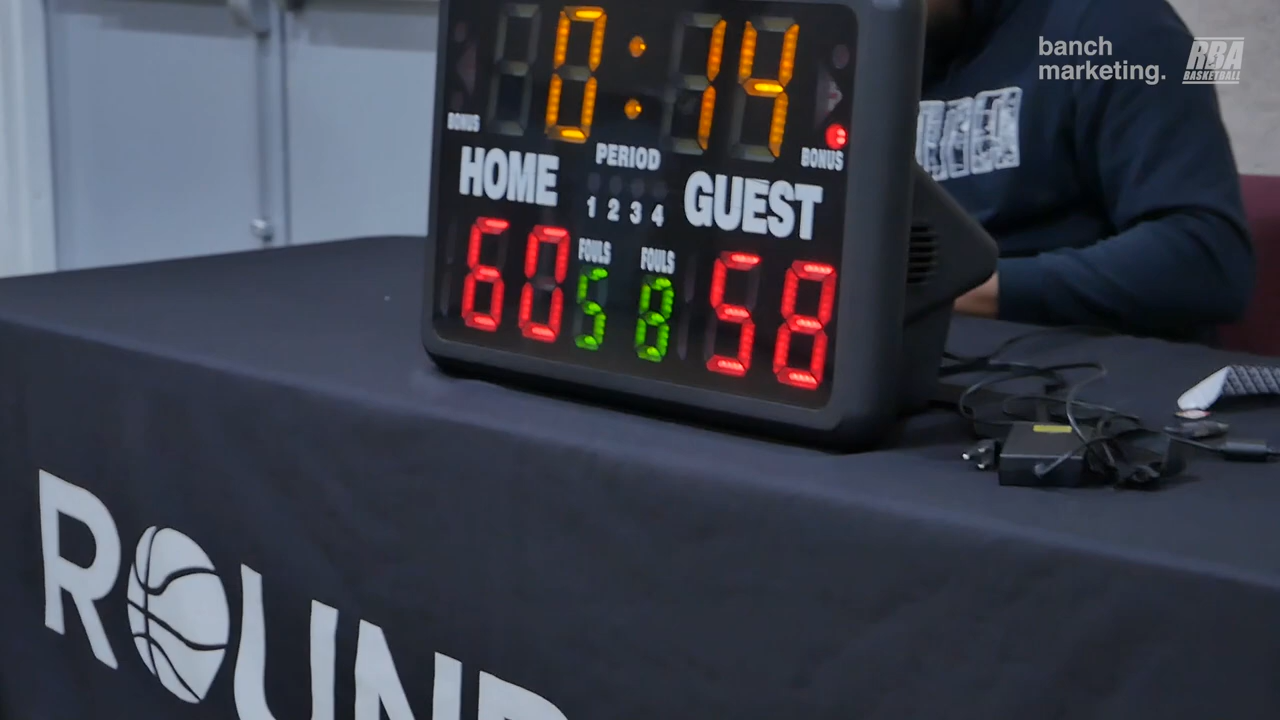 banch
marketing.
RBA
BASKETBALL
0:14
BONUS
PERIOD
BONUS
HOME
1 2 3 4
GUEST
FOULS
FOULS
60
5
8
58